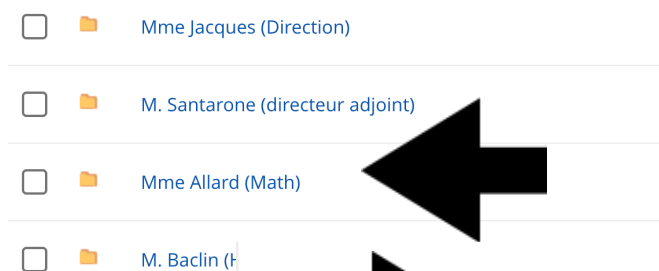 Mme Jacques (Direction)
M. Santarone (directeur adjoint)
Mme Allard (Math)
M. Baclin